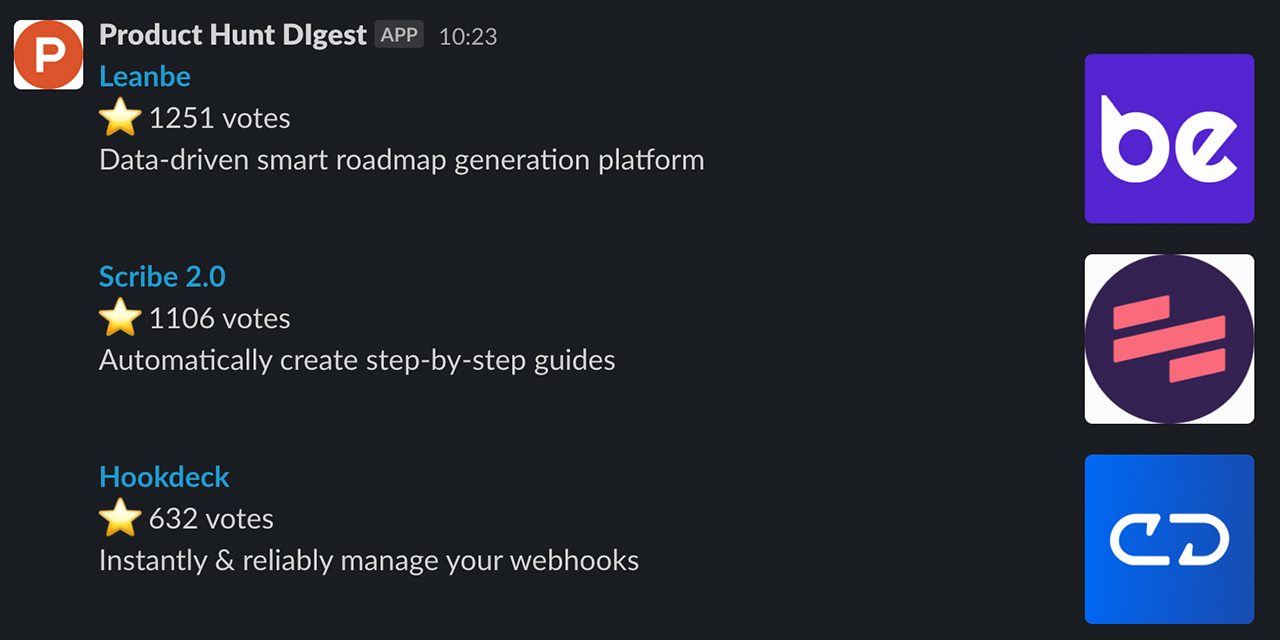 P
Product Hunt DIgest APP 10:23
Leanbe
⭐ 1251 votes
Data-driven smart roadmap generation platform
be
Scribe 2.0
⭐ 1106 votes
Automatically create step-by-step guides
Hookdeck
⭐ 632 votes
Instantly & reliably manage your webhooks